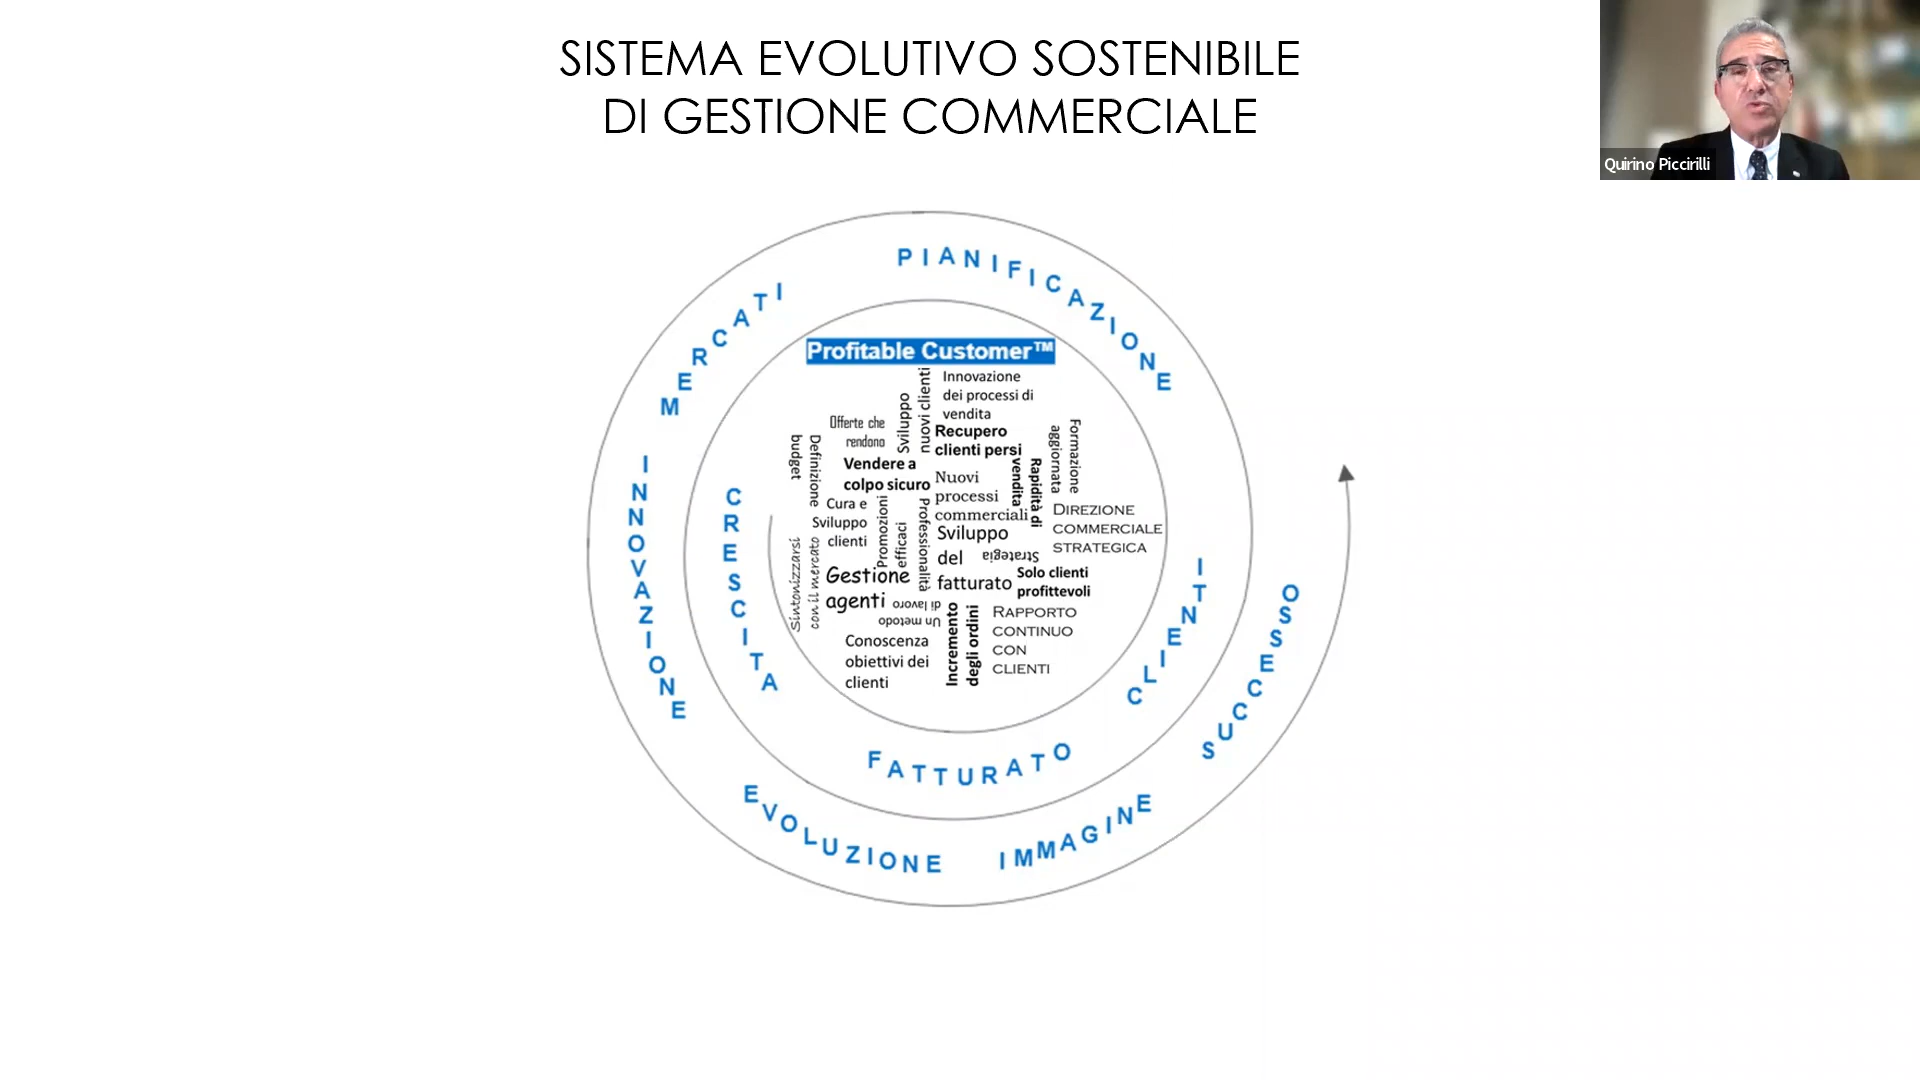 SISTEMA EVOLUTIVO SOSTENIBILE
DI GESTIONE COMMERCIALE
Quirino Piccirilli
PIANIFICAZIONE
MERCATI
INNOVAZIONE
CRESCITA
FATTURATO
CLIENTI
EVOLUZIONE
IMMAGINE
SUCCESSO
Profitable Customer™
Sviluppo
nuovi clienti
Innovazione
dei processi di
vendita
Offerte che
rendono
Recupero
clienti persi
Formazione
aggiornata
Definizione
budget
Vendere a
colpo sicuro
Nuovi
processi
commerciali
Rapidità di
vendita
Cura e
Sviluppo
clienti
Promozioni
efficaci
Professionalità
DIREZIONE
COMMERCIALE
STRATEGICA
Sviluppo
del
fatturato
Strategia
Sintonizzarsi
con il mercato
Gestione
agenti
Solo clienti
profittevoli
Un metodo
di lavoro
Incremento
degli ordini
RAPPORTO
CONTINUO
CON
CLIENTI
Conoscenza
obiettivi dei
clienti